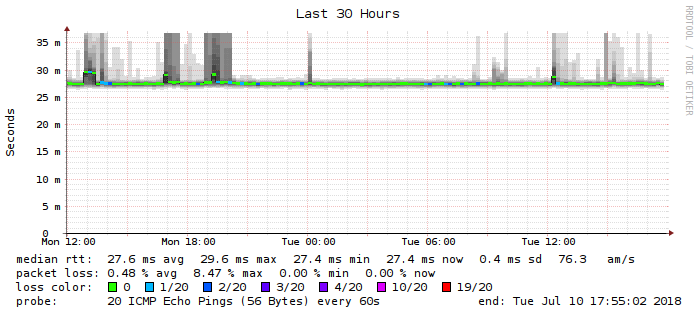 Last 30 Hours
RRDTOOL / TOBI OETIKER
Seconds
35 m
30 m
25 m
20 m
15 m
10 m
5 m
0
Mon 12:00 Mon 18:00 Tue 00:00 Tue 06:00 Tue 12:00
median rtt: 27.6 ms avg 29.6 ms max 27.4 ms min 27.4 ms now 0.4 ms sd 76.3 am/s
packet loss: 0.48 % avg 8.47 % max 0.00 % min 0.00 % now
loss color: 0 1/20 2/20 3/20 4/20 10/20 19/20
probe: 20 ICMP Echo Pings (56 Bytes) every 60s end: Tue Jul 10 17:55:02 2018